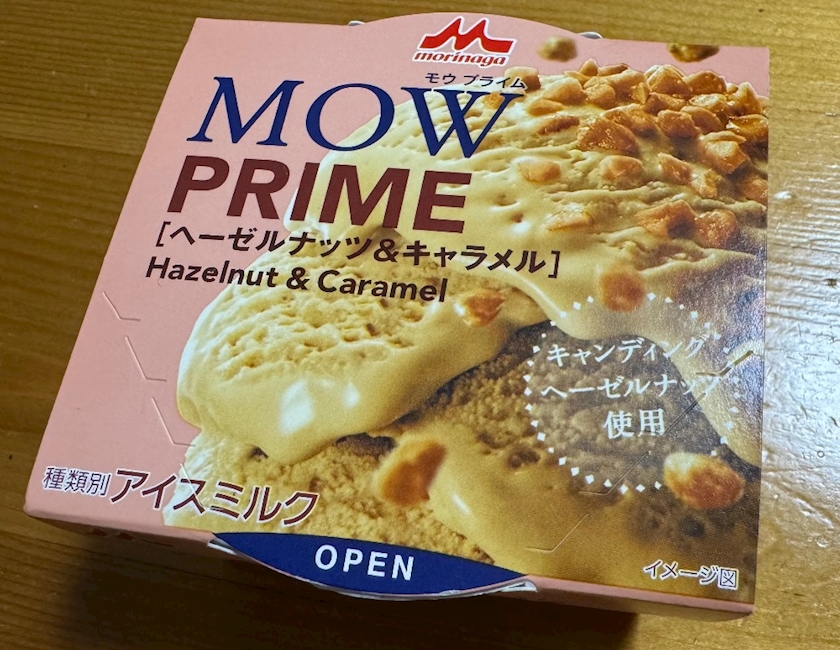 morinaga
モウ プライム
MOW
PRIME
[ヘーゼルナッツ&キャラメル]
Hazelnut & Caramel
キャンディング
ヘーゼルナッツ
使用
種類別アイスミルク
OPEN
イメージ図